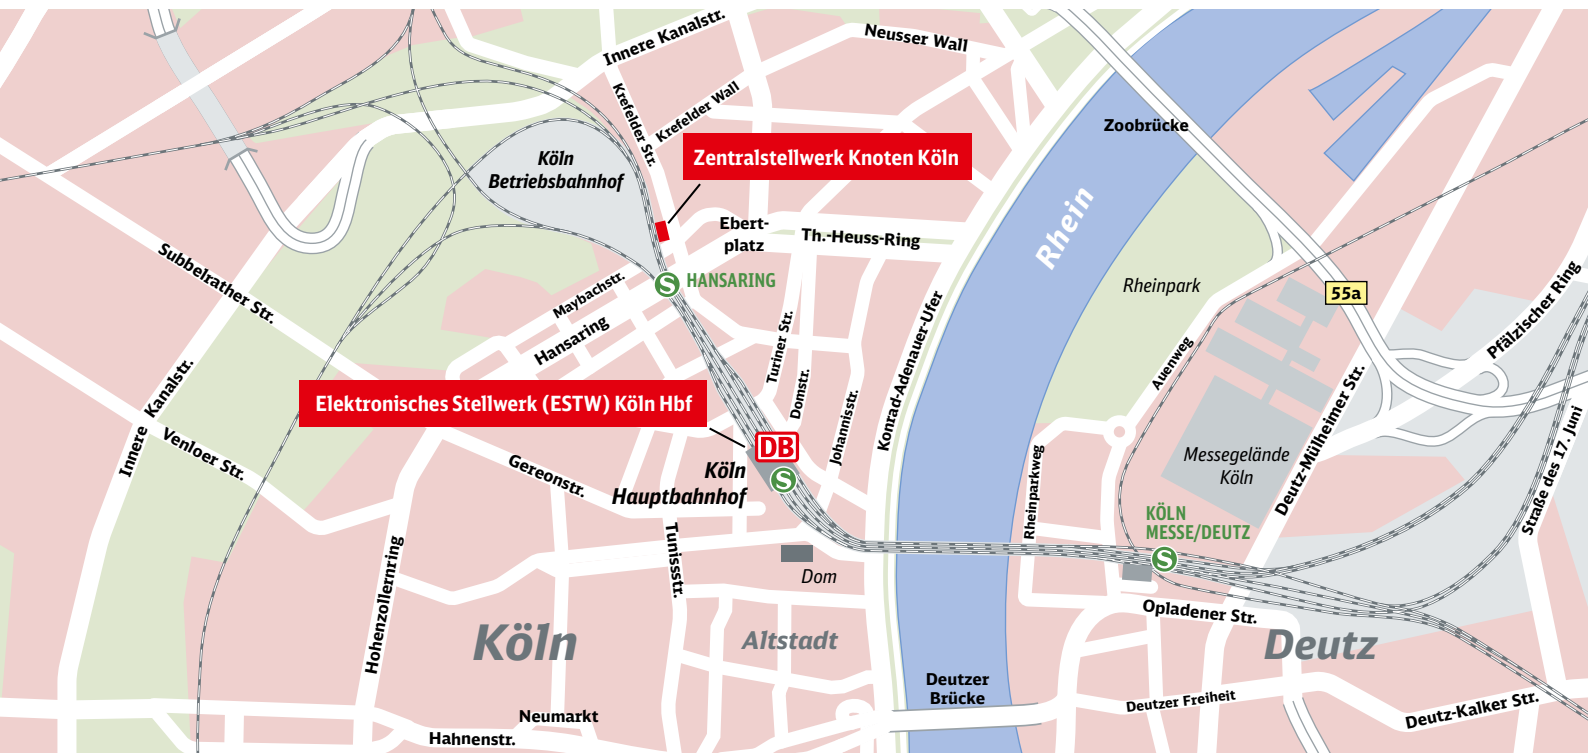 Innere Kanalstr.
Neusser Wall
Krefelder Str.
Krefelder Wall
Zoobrücke
Zentralstellwerk Knoten Köln
Köln
Betriebsbahnhof
Rhein
Ebert-
platz
Th.-Heuss-Ring
Subbelrather Str.
S
HANSARING
Maybachstr.
Hansaring
Rheinpark
55a
Pfälzischer Ring
Turiner Str.
Domstr.
Johannisstr.
Konrad-Adenauer-Ufer
Auenweg
Deutz-Mülheimer Str.
Innere Kanalstr.
Elektronisches Stellwerk (ESTW) Köln Hbf
Venloer Str.
Gereonstr.
DB
S
Köln
Hauptbahnhof
Messegelände
Köln
Rheinparkweg
Straße des 17. Juni
KÖLN
MESSE/DEUTZ
S
Hohenzollernring
Tunissstr.
Dom
Opladener Str.
Köln
Altstadt
Deutz
Deutzer
Brücke
Deutzer Freiheit
Deutz-Kalker Str.
Neumarkt
Hahnenstr.